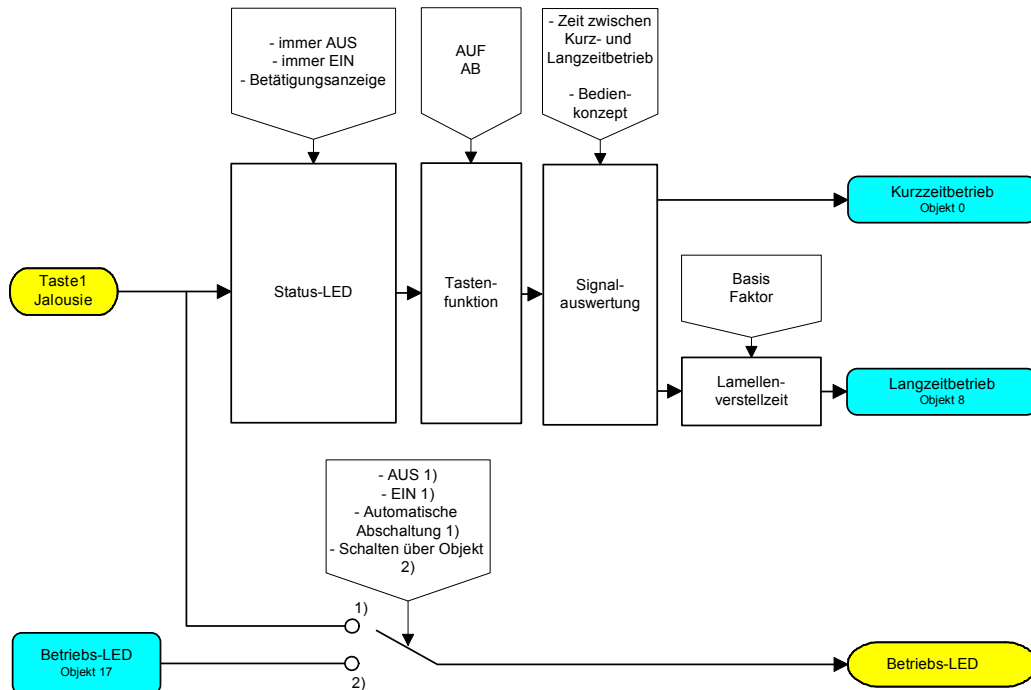 - immer AUS
- immer EIN
- Betätigungsanzeige
AUF
AB
- Zeit zwischen
Kurz- und
Langzeitbetrieb
- Bedien-
konzept
Kurzzeitbetrieb
Objekt 0
Taste1
Jalousie
Status-LED
Tasten-
funktion
Signal-
auswertung
Basis
Faktor
Lamellen-
verstellzeit
Langzeitbetrieb
Objekt 8
- AUS 1)
- EIN 1)
- Automatische
Abschaltung 1)
- Schalten über Objekt
2)
1)
Betriebs-LED
Objekt 17
2)
Betriebs-LED